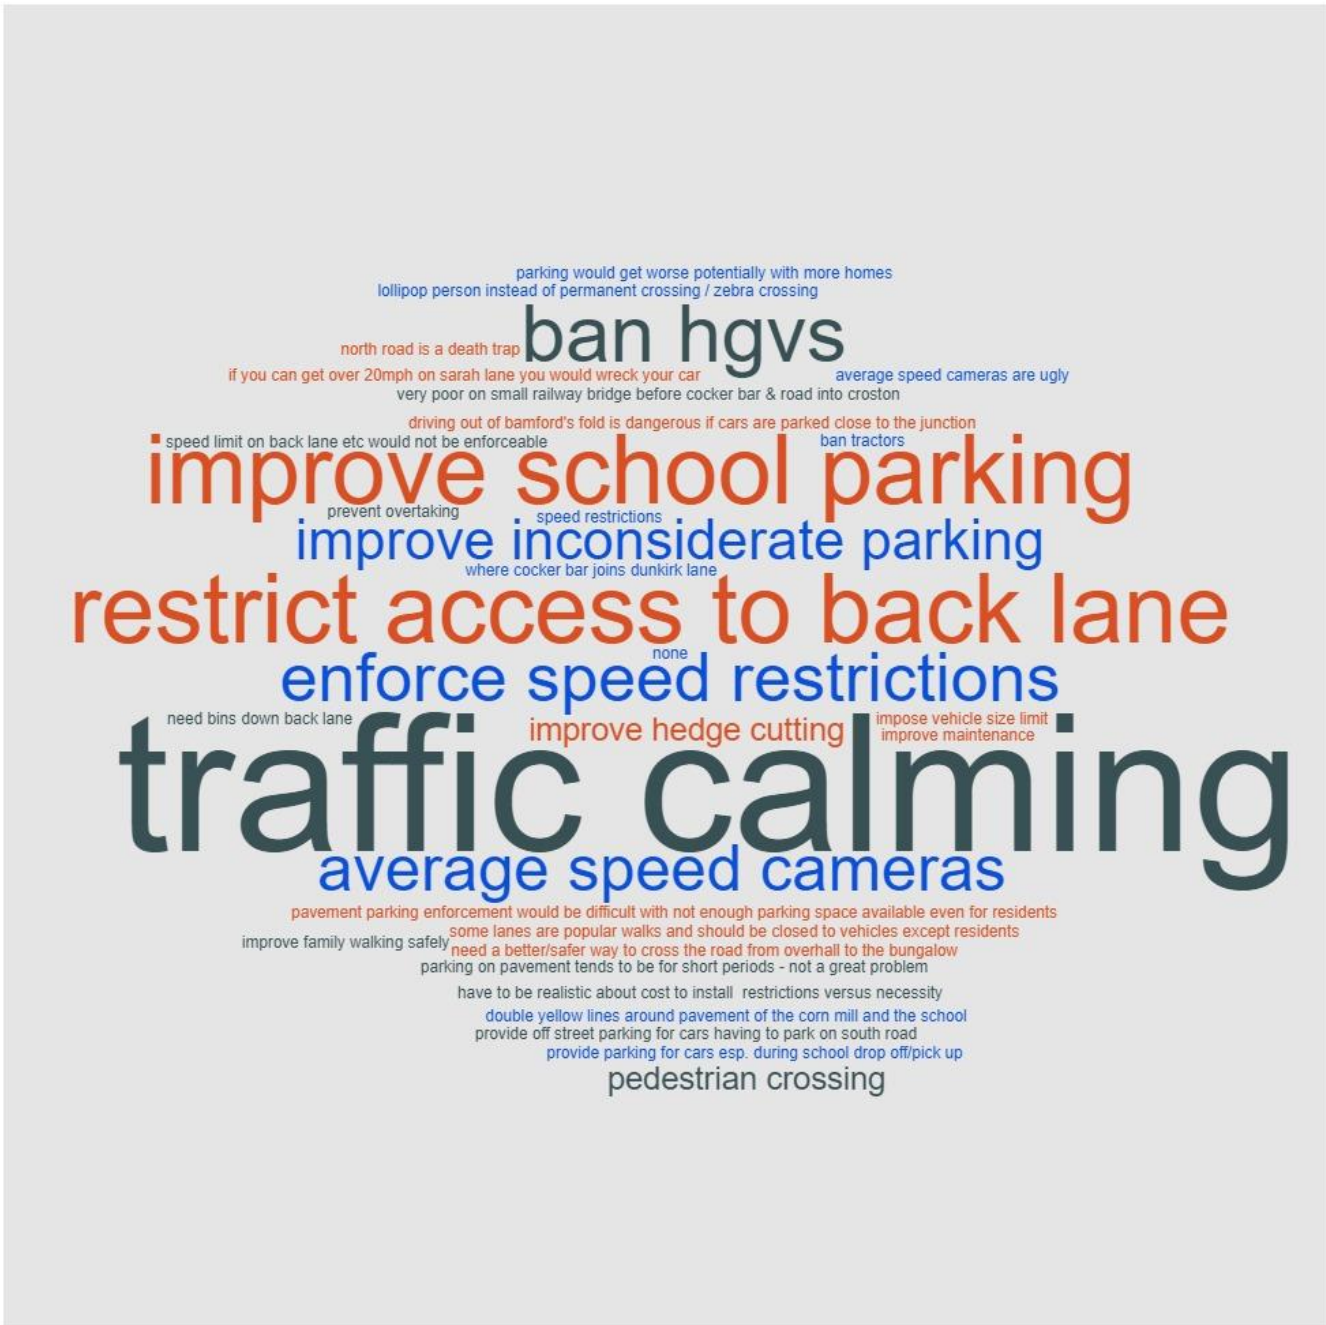 parking would get worse potentially with more homes
lollipop person instead of permanent crossing / zebra crossing
ban hgvs
north road is a death trap
if you can get over 20mph on sarah lane you would wreck your car
average speed cameras are ugly
very poor on small railway bridge before cocker bar & road into croston
driving out of bamford's fold is dangerous if cars are parked close to the junction
speed limit on back lane etc would not be enforceable
ban tractors
improve school parking
prevent overtaking
speed restrictions
improve inconsiderate parking
where cocker bar joins dunkirk lane
restrict access to back lane
none
enforce speed restrictions
need bins down back lane
improve hedge cutting
impose vehicle size limit
improve maintenance
traffic calming
average speed cameras
pavement parking enforcement would be difficult with not enough parking space available even for residents
some lanes are popular walks and should be closed to vehicles except residents
improve family walking safely
need a better/safer way to cross the road from overhall to the bungalow
parking on pavement tends to be for short periods - not a great problem
have to be realistic about cost to install restrictions versus necessity
double yellow lines around pavement of the corn mill and the school
provide off street parking for cars having to park on south road
provide parking for cars esp. during school drop off/pick up
pedestrian crossing